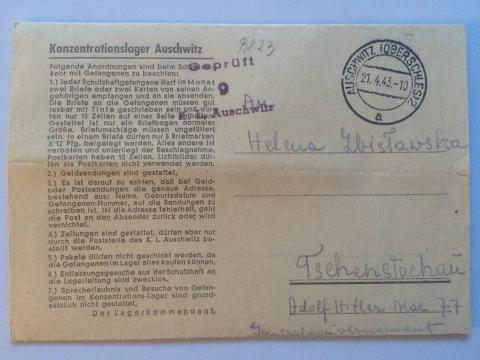 Konzentrationslager Auschwitz
Folgende Anordnungen sind beim Schriftver-
kehr mit Gefangenen zu beachten:
1.) Jeder Schutzhaftgefangene darf im Monat
zwei Briefe oder zwei Karten von seinen An-
gehörigen empfangen und an sie absenden.
Die Briefe an die Gefangenen müssen gut
lesbar mit Tinte geschrieben sein und dürfen
nur 15 Zeilen auf einer Seite enthalten.
Gestattet ist nur ein Briefbogen normaler
Größe. Briefumschläge müssen ungefüttert
sein, in einem Briefe dürfen nur 5 Briefmarken
à 12 Pfg. beigelegt werden. Alles andere ist
verboten und unterliegt der Beschlagnahme.
Postkarten haben 10 Zeilen. Lichtbilder dür-
fen als Postkarten nicht verwendet werden.
2.) Geldsendungen sind gestattet.
3.) Es ist darauf zu achten, daß bei Geld-
oder Postsendungen die genaue Adresse,
bestehend aus: Name, Geburtsdatum und
Gefangenen-Nummer, auf die Sendungen
zu schreiben ist. Ist die Adresse fehlerhaft, geht
die Post an den Absender zurück oder wird
vernichtet.
4.) Zeitungen sind gestattet, dürfen aber nur
durch die Poststelle des K. L. Auschwitz be-
stellt werden.
5.) Pakete dürfen nicht geschickt werden, da
die Gefangenen im Lager alles kaufen können.
6.) Entlassungsgesuche aus der Schutzhaft an
die Lagerleitung sind zwecklos.
7.) Sprecherlaubnis und Besuche von Gefan-
genen im Konzentrations-Lager sind grund-
sätzlich nicht gestattet.
Der Lagerkommandant.
Geprüft
9
K. L. Auschwitz
AUSCHWITZ (OBERSCHLES)
21.4.43.-10
a
An
Helena Zbisławska
Tschenstochau
Adolf Hitler Alee 77
Generalgouvernement